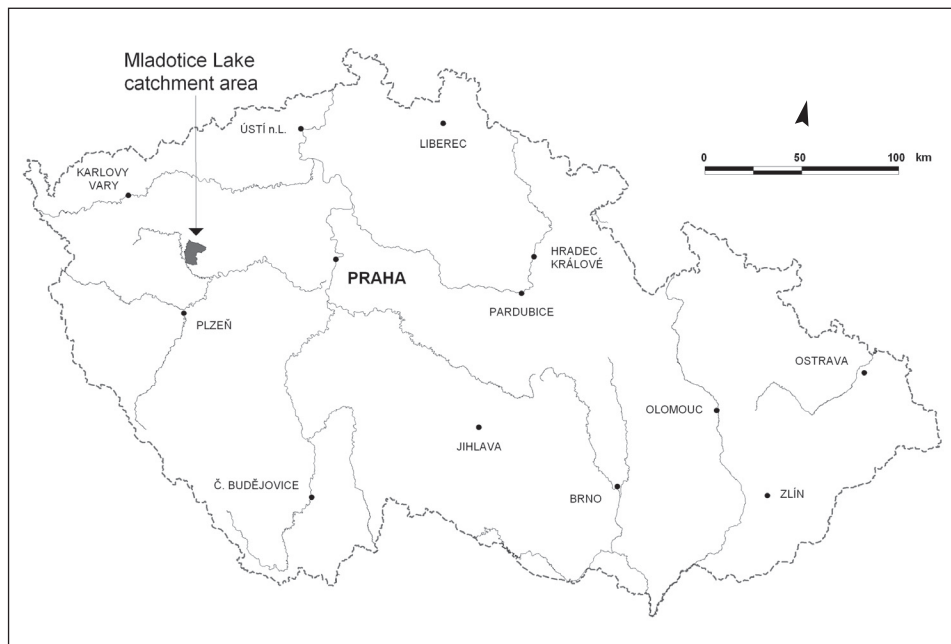 Mladotice Lake
catchment area
ÚSTÍ n.L.
LIBEREC
0 50 100 km
KARLOVY
VARY
HRADEC
KRÁLOVÉ
PRAHA
PARDUBICE
PLZEŇ
OSTRAVA
OLOMOUC
JIHLAVA
Č. BUDĚJOVICE
BRNO
ZLÍN